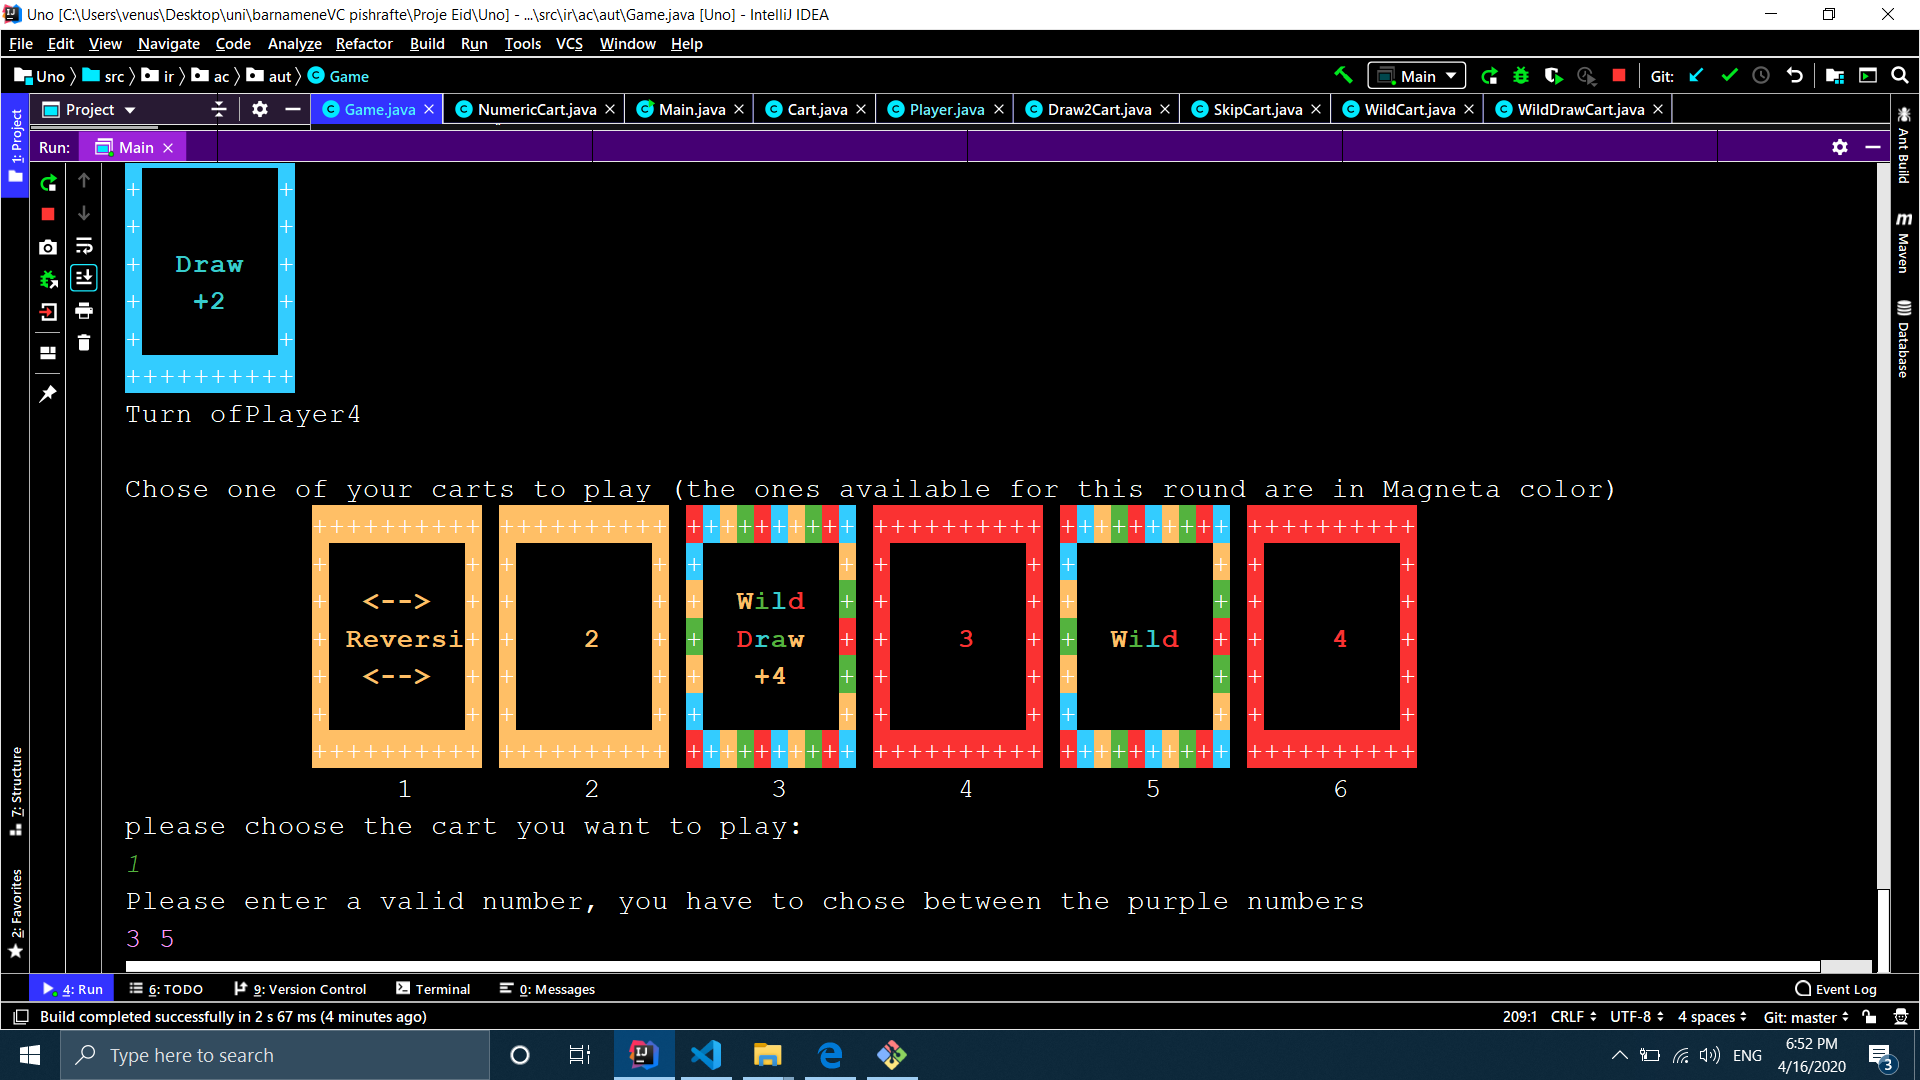 Uno [C:\Users\venus\Desktop\uni\barnameneVC pishrafte\Proje Eid\Uno] - ...\src\ir\ac\aut\Game.java [Uno] - IntelliJ IDEA
File Edit View Navigate Code Analyze Refactor Build Run Tools VCS Window Help
Uno src ir ac aut Game Main Git:
1: Project Project Game.java NumericCart.java Main.java Cart.java Player.java Draw2Cart.java SkipCart.java WildCart.java WildDrawCart.java
Run: Main
Ant Build
Maven
Database
+ +
+ +
+ Draw +
+ +2 +
+ +
++++++++++
Turn ofPlayer4
Chose one of your carts to play (the ones available for this round are in Magneta color)
++++++++++ ++++++++++ ++++++++++ ++++++++++ ++++++++++ ++++++++++
+ + + + + + + + + + + +
+ <--> + + + + Wild + + + + + + +
+ Reversi+ + 2 + + Draw + + 3 + + Wild + + 4 +
+ <--> + + + + +4 + + + + + + +
+ + + + + + + + + + + +
++++++++++ ++++++++++ ++++++++++ ++++++++++ ++++++++++ ++++++++++
1 2 3 4 5 6
please choose the cart you want to play:
1
Please enter a valid number, you have to chose between the purple numbers
3 5
7: Structure
2: Favorites
4: Run 6: TODO 9: Version Control Terminal 0: Messages Event Log
Build completed successfully in 2 s 67 ms (4 minutes ago) 209:1 CRLF UTF-8 4 spaces Git: master
Type here to search ENG 6:52 PM
4/16/2020 3